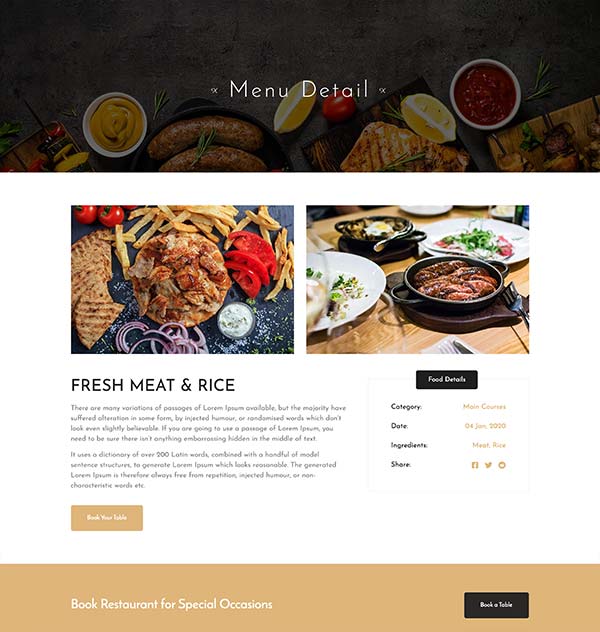 Menu Detail
FRESH MEAT & RICE
There are many variations of passages of Lorem Ipsum available, but the majority have
suffered alteration in some form, by injected humour, or randomised words which don't
look even slightly believable. If you are going to use a passage of Lorem Ipsum, you
need to be sure there isn't anything embarrossing hidden in the middle of text.
It uses a dictionary of over 200 Latin words, combined with a handful of model
sentence structures, to generate Lorem Ipsum which looks reasonable. The generated
Lorem Ipsum is therefore always free from repetition, injected humour, or non-
characteristic words etc.
Book Your Table
Food Details
Category: Main Courses
Date: 04 Jan, 2020
Ingredients: Meat, Rice
Share:
Book Restaurant for Special Occasions
Book a Table